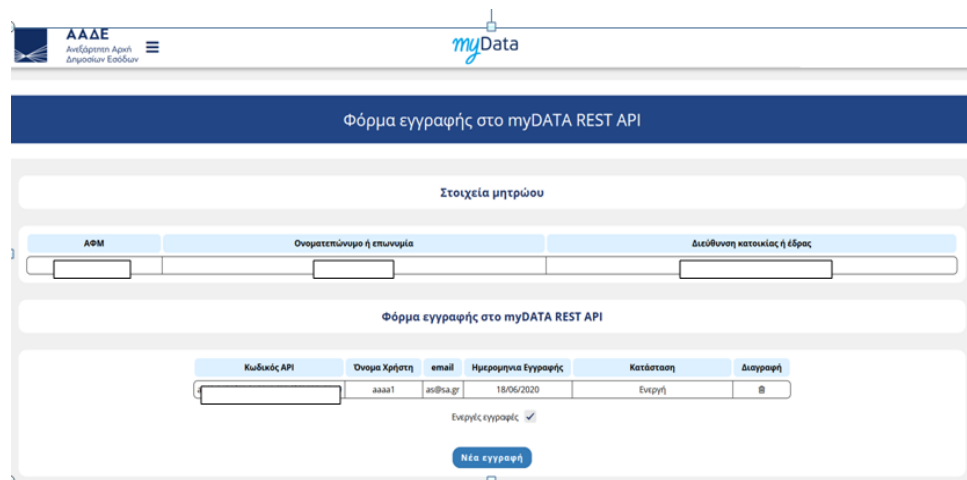 ΑΑΔΕ
Ανεξάρτητη Αρχή
Δημοσίων Εσόδων
myData
Φόρμα εγγραφής στο myDATA REST API
Στοιχεία μητρώου
ΑΦΜ Ονοματεπώνυμο ή επωνυμία Διεύθυνση κατοικίας ή έδρας
Φόρμα εγγραφής στο myDATA REST API
Κωδικός API Όνομα Χρήστη email Ημερομηνια Εγγραφής Κατάσταση Διαγραφή
aaaa1 as@sa.gr 18/06/2020 Ενεργή
Ενεργές εγγραφές
Νέα εγγραφή